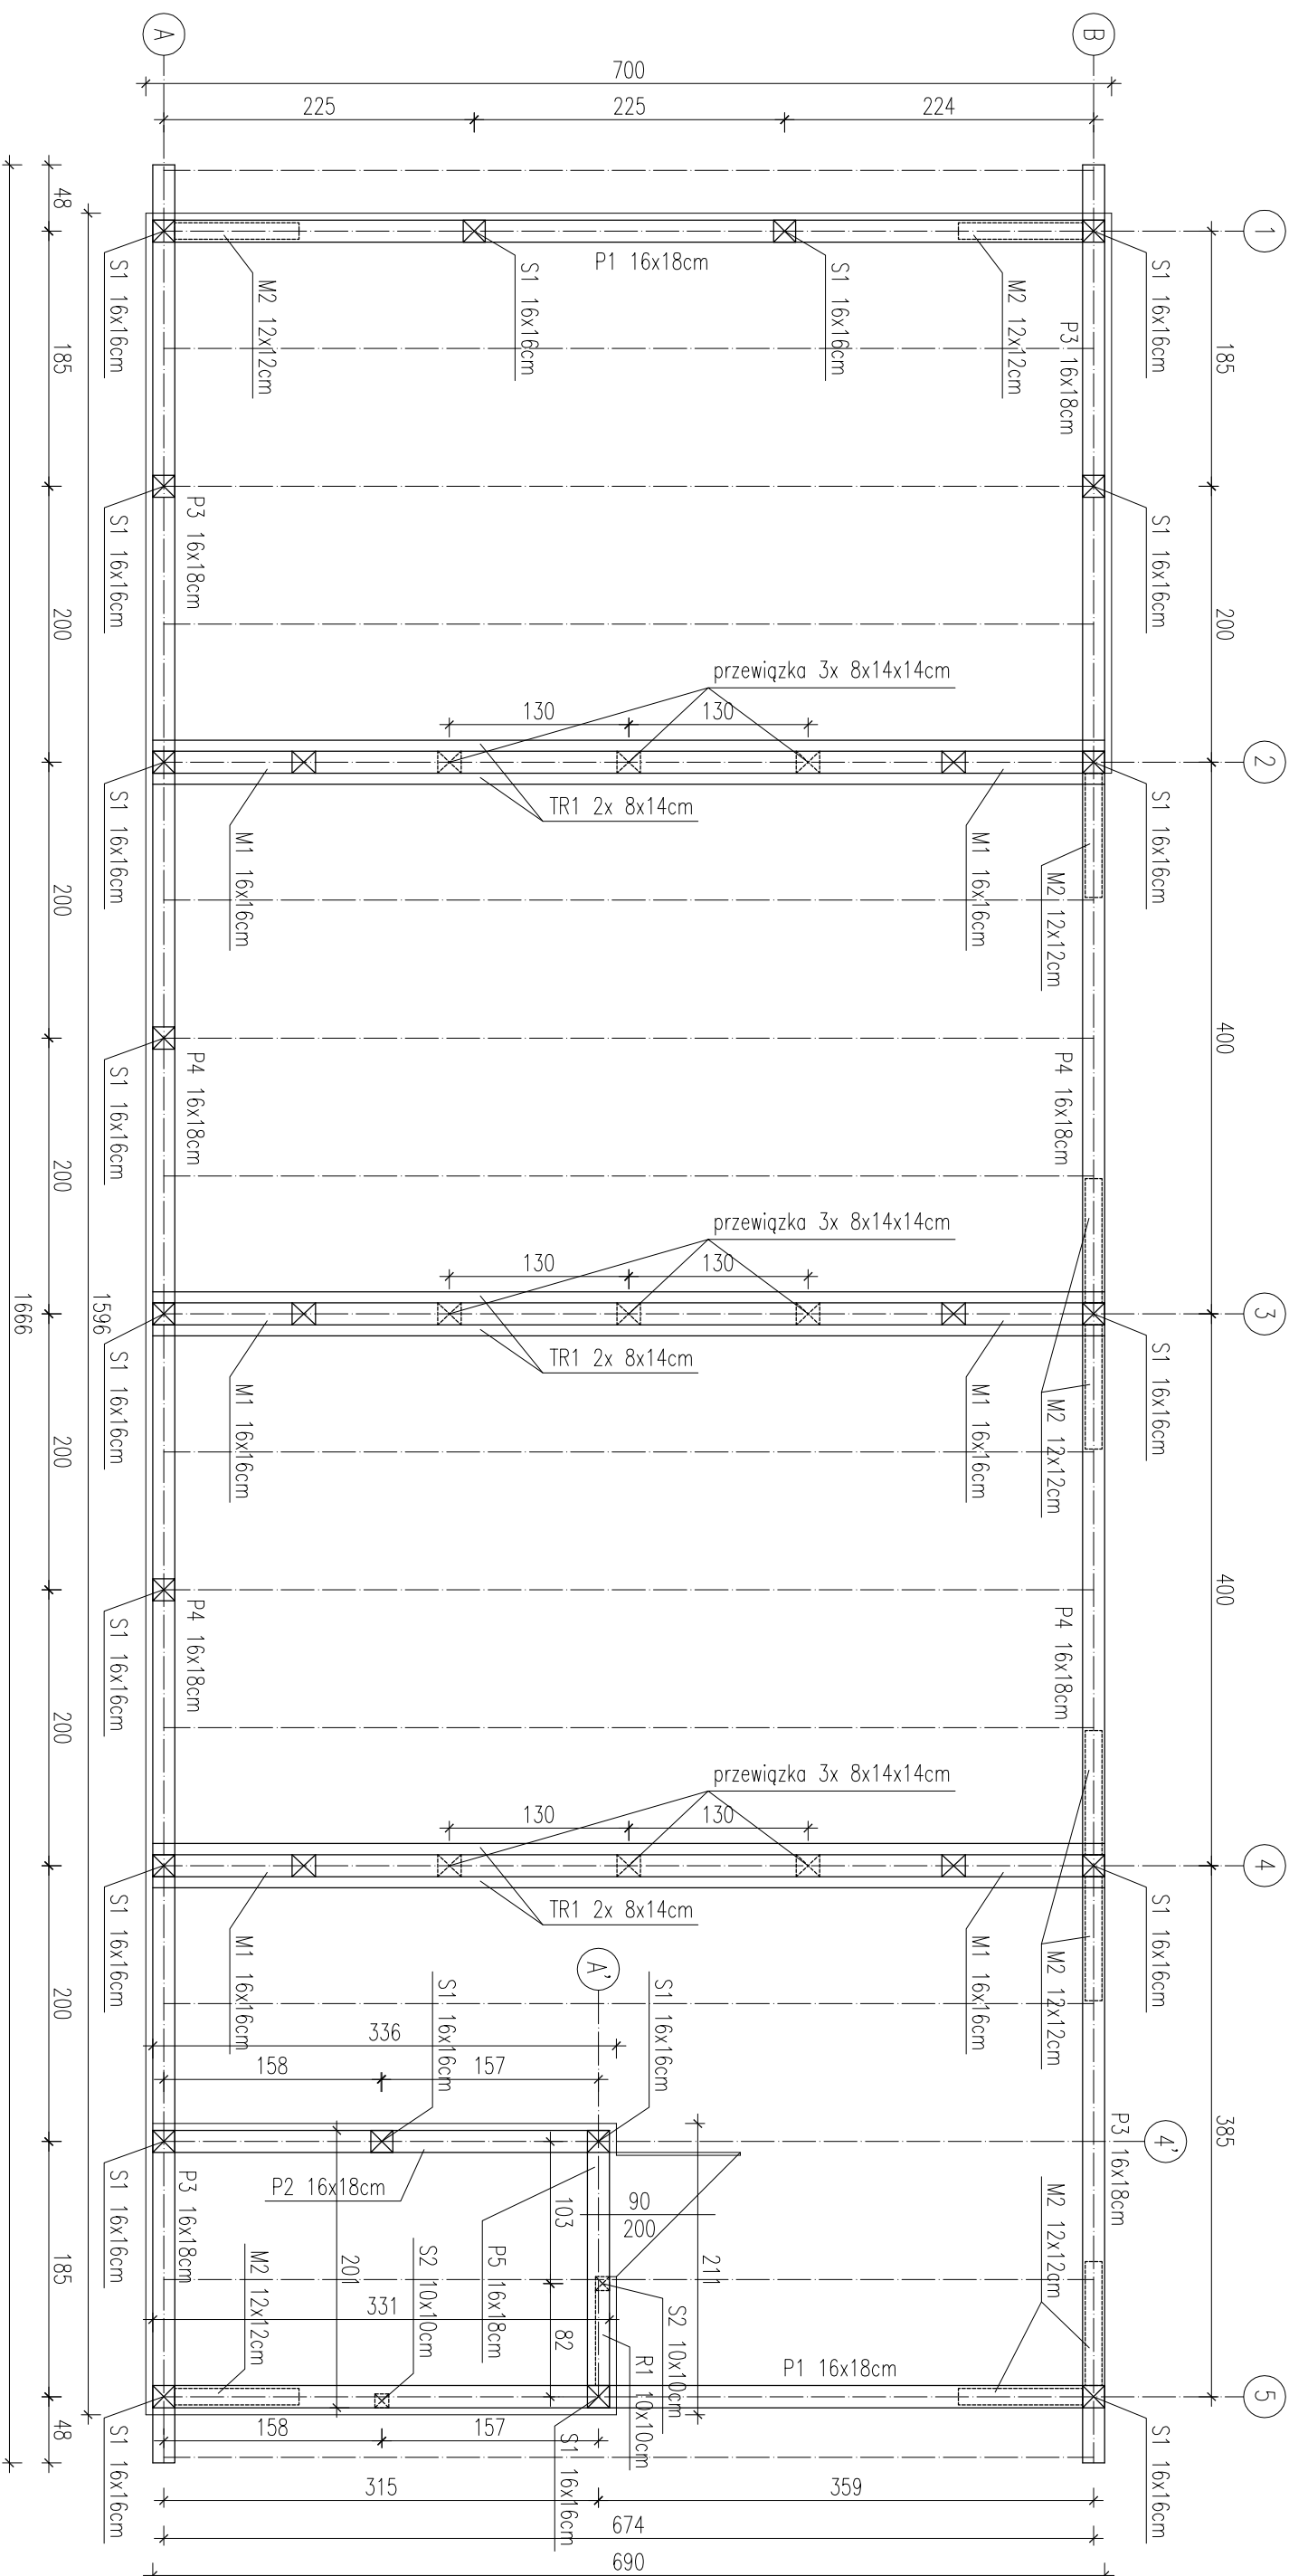 A
B
700
225
225
224
48
1
S1 16x16cm
M2 12x12cm
S1 16x16cm
P1 16x18cm
S1 16x16cm
M2 12x12cm
P3 16x18cm
S1 16x16cm
185
185
P3 16x18cm
S1 16x16cm
S1 16x16cm
200
200
przewiązka 3x 8x14x14cm
130
130
2
TR1 2x 8x14cm
S1 16x16cm
M1 16x16cm
M1 16x16cm
M2 12x12cm
S1 16x16cm
200
400
P4 16x18cm
P4 16x18cm
S1 16x16cm
200
przewiązka 3x 8x14x14cm
130
130
3
1596
1666
TR1 2x 8x14cm
S1 16x16cm
M1 16x16cm
M1 16x16cm
M2 12x12cm
S1 16x16cm
200
400
P4 16x18cm
P4 16x18cm
S1 16x16cm
200
przewiązka 3x 8x14x14cm
130
130
4
TR1 2x 8x14cm
S1 16x16cm
M1 16x16cm
M1 16x16cm
M2 12x12cm
S1 16x16cm
A'
200
336
158
157
S1 16x16cm
S1 16x16cm
385
4'
P3 16x18cm
S1 16x16cm
P3 16x18cm
P2 16x18cm
103
90
200
211
M2 12x12cm
185
M2 12x12cm
201
331
S2 10x10cm
P5 16x18cm
82
S2 10x10cm
R1 10x10cm
P1 16x18cm
5
48
S1 16x16cm
158
157
S1 16x16cm
S1 16x16cm
315
359
674
690